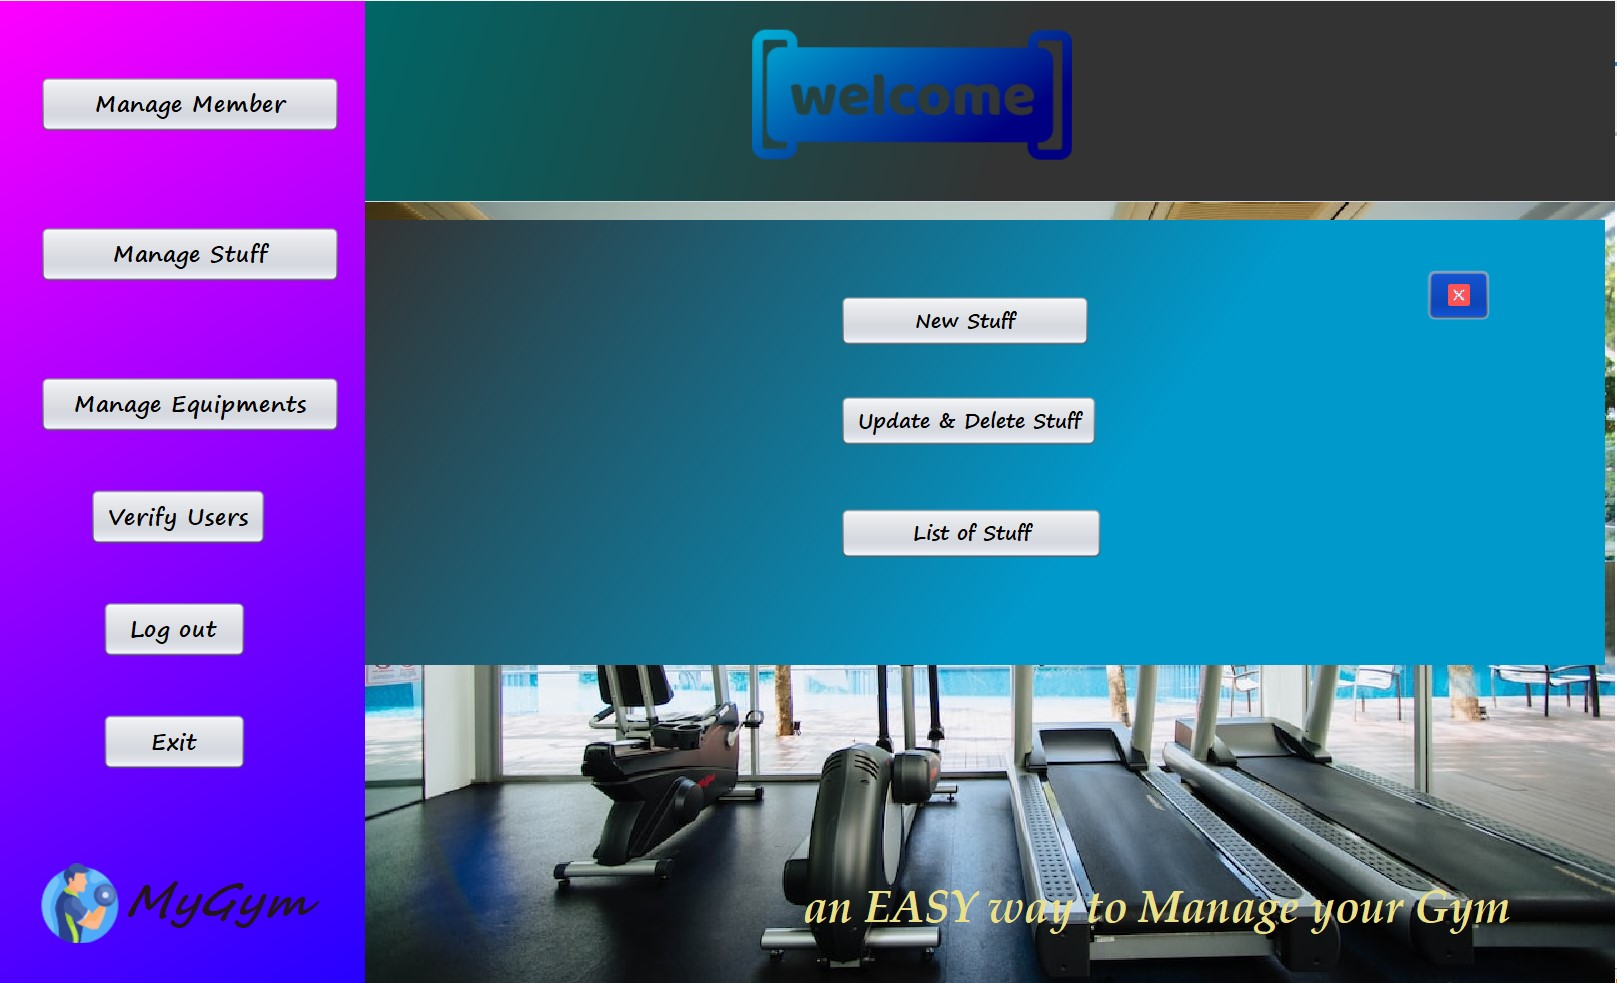 welcome
Manage Member
Manage Stuff
Manage Equipments
Verify Users
Log out
Exit
New Stuff
Update & Delete Stuff
List of Stuff
MyGym
an EASY way to Manage your Gym